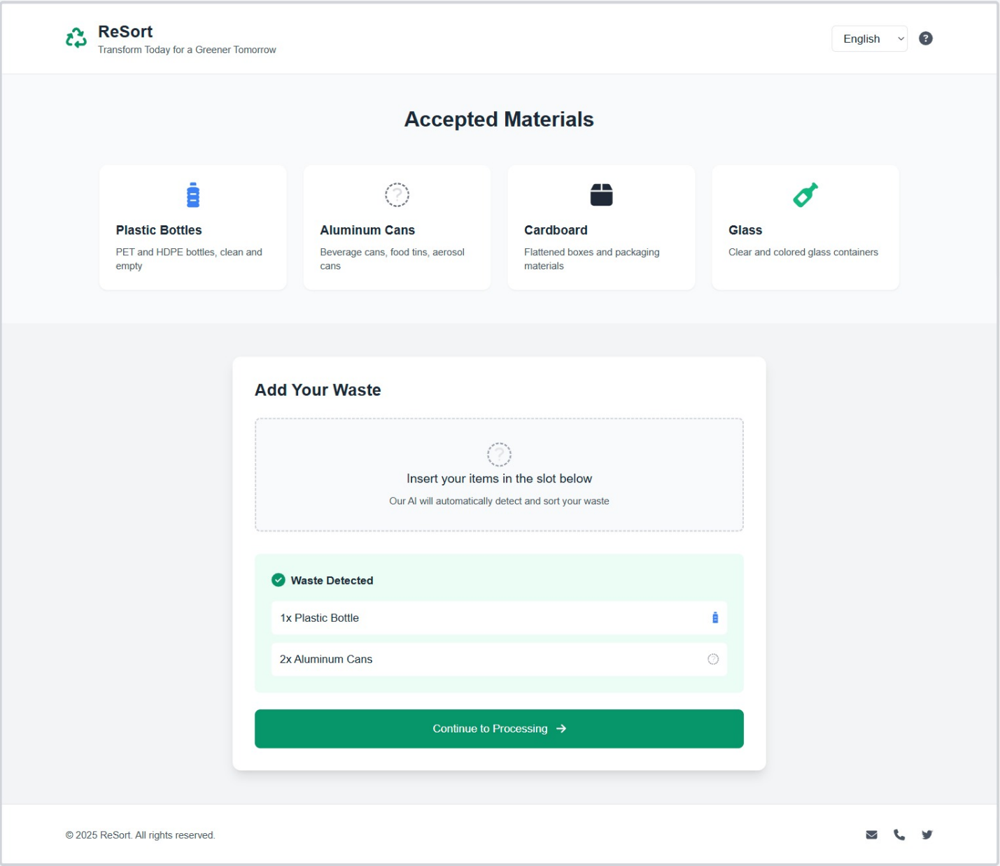 ReSort
Transform Today for a Greener Tomorrow
English
?
Accepted Materials
?
Plastic Bottles
PET and HDPE bottles, clean and
empty
Aluminum Cans
Beverage cans, food tins, aerosol
cans
Cardboard
Flattened boxes and packaging
materials
Glass
Clear and colored glass containers
Add Your Waste
?
Insert your items in the slot below
Our AI will automatically detect and sort your waste
Waste Detected
1x Plastic Bottle
2x Aluminum Cans
?
Continue to Processing →
© 2025 ReSort. All rights reserved.